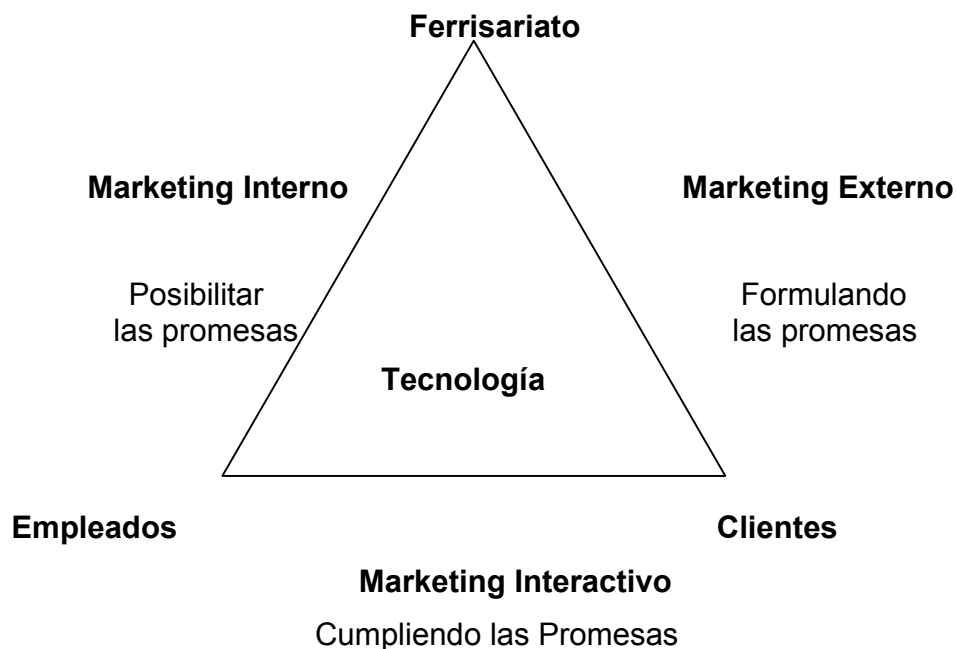 Ferrisariato
Marketing Interno
Marketing Externo
Posibilitar
las promesas
Formulando
las promesas
Tecnología
Empleados
Clientes
Marketing Interactivo
Cumpliendo las Promesas